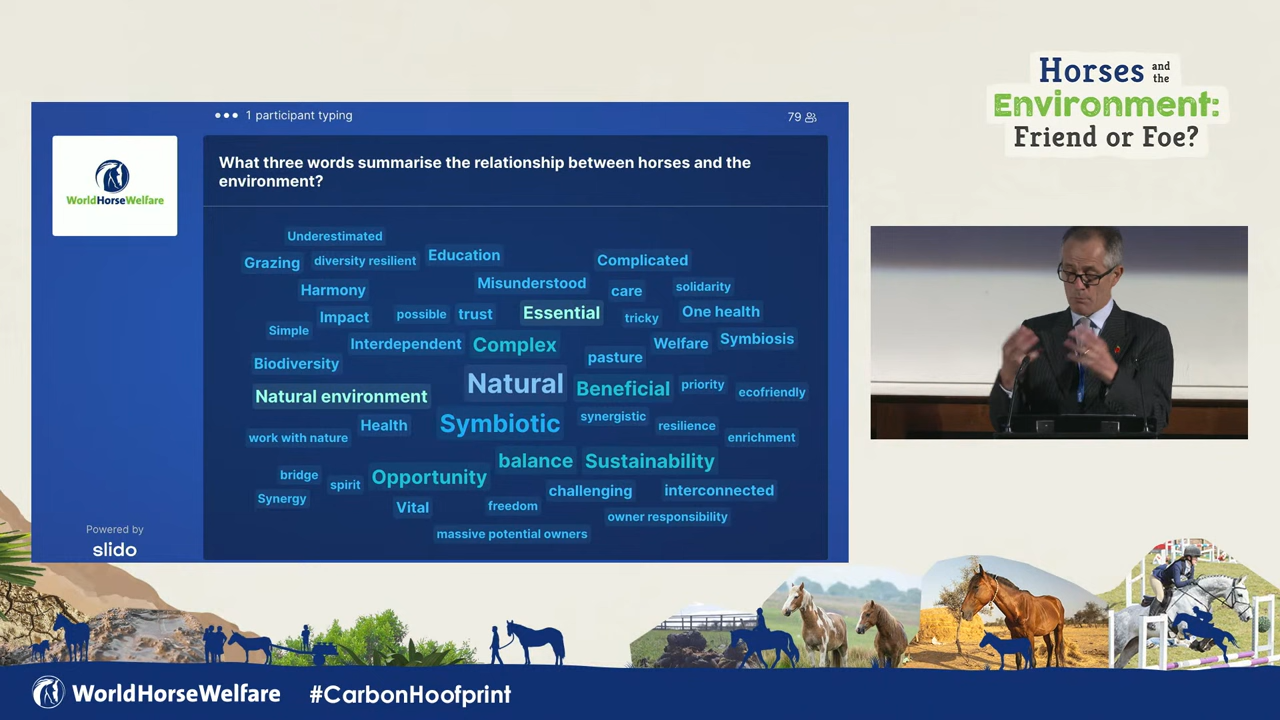 Horses and the
Environment:
Friend or Foe?
1 participant typing
79
WorldHorseWelfare
What three words summarise the relationship between horses and the
environment?
Underestimated
Grazing diversity resilient Education Complicated
Harmony Misunderstood care solidarity
Impact possible trust Essential tricky One health
Simple
Interdependent Complex Welfare Symbiosis
Biodiversity pasture
Natural Beneficial priority ecofriendly
Natural environment
Health Symbiotic synergistic resilience
work with nature enrichment
balance Sustainability
bridge spirit Opportunity
Synergy challenging interconnected
Vital freedom owner responsibility
massive potential owners
Powered by
slido
WorldHorseWelfare #CarbonHoofprint